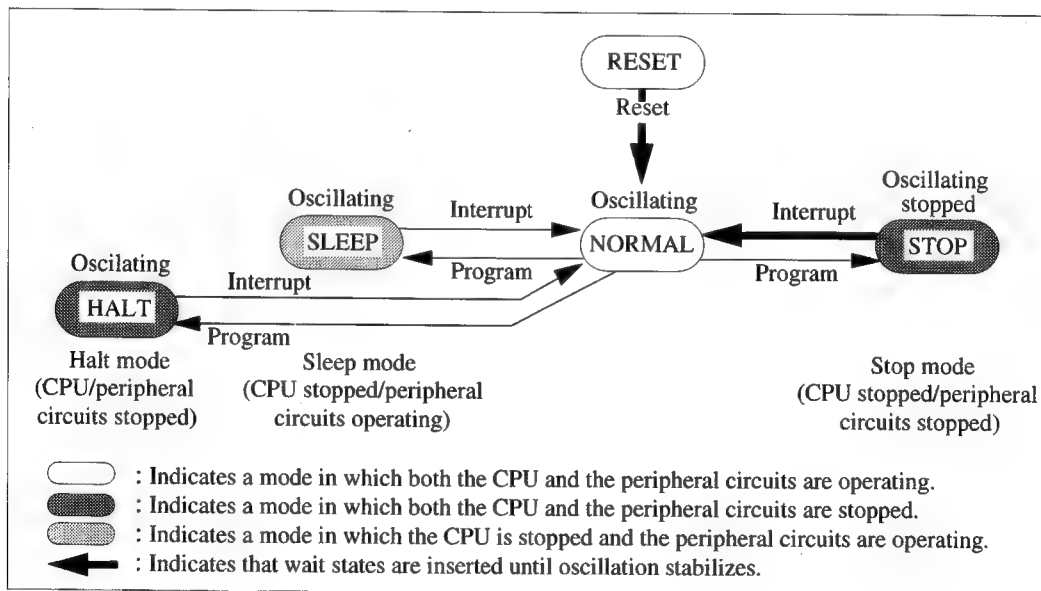 RESET
Reset
Oscillating
Oscillating
Oscillating
stopped
Interrupt
Interrupt
SLEEP
NORMAL
STOP
Program
Program
Oscilating
Interrupt
HALT
Program
Halt mode
(CPU/peripheral
circuits stopped)
Sleep mode
(CPU stopped/peripheral
circuits operating)
Stop mode
(CPU stopped/peripheral
circuits stopped)
: Indicates a mode in which both the CPU and the peripheral circuits are operating.
: Indicates a mode in which both the CPU and the peripheral circuits are stopped.
: Indicates a mode in which the CPU is stopped and the peripheral circuits are operating.
: Indicates that wait states are inserted until oscillation stabilizes.